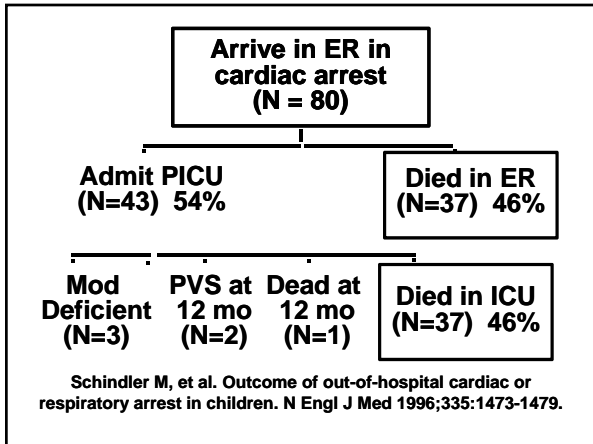 Arrive in ER in
cardiac arrest
(N = 80)
Admit PICU
(N=43) 54%
Died in ER
(N=37) 46%
Mod
Deficient
(N=3)
PVS at
12 mo
(N=2)
Dead at
12 mo
(N=1)
Died in ICU
(N=37) 46%
Schindler M, et al. Outcome of out-of-hospital cardiac or
respiratory arrest in children. N Engl J Med 1996;335:1473-1479.